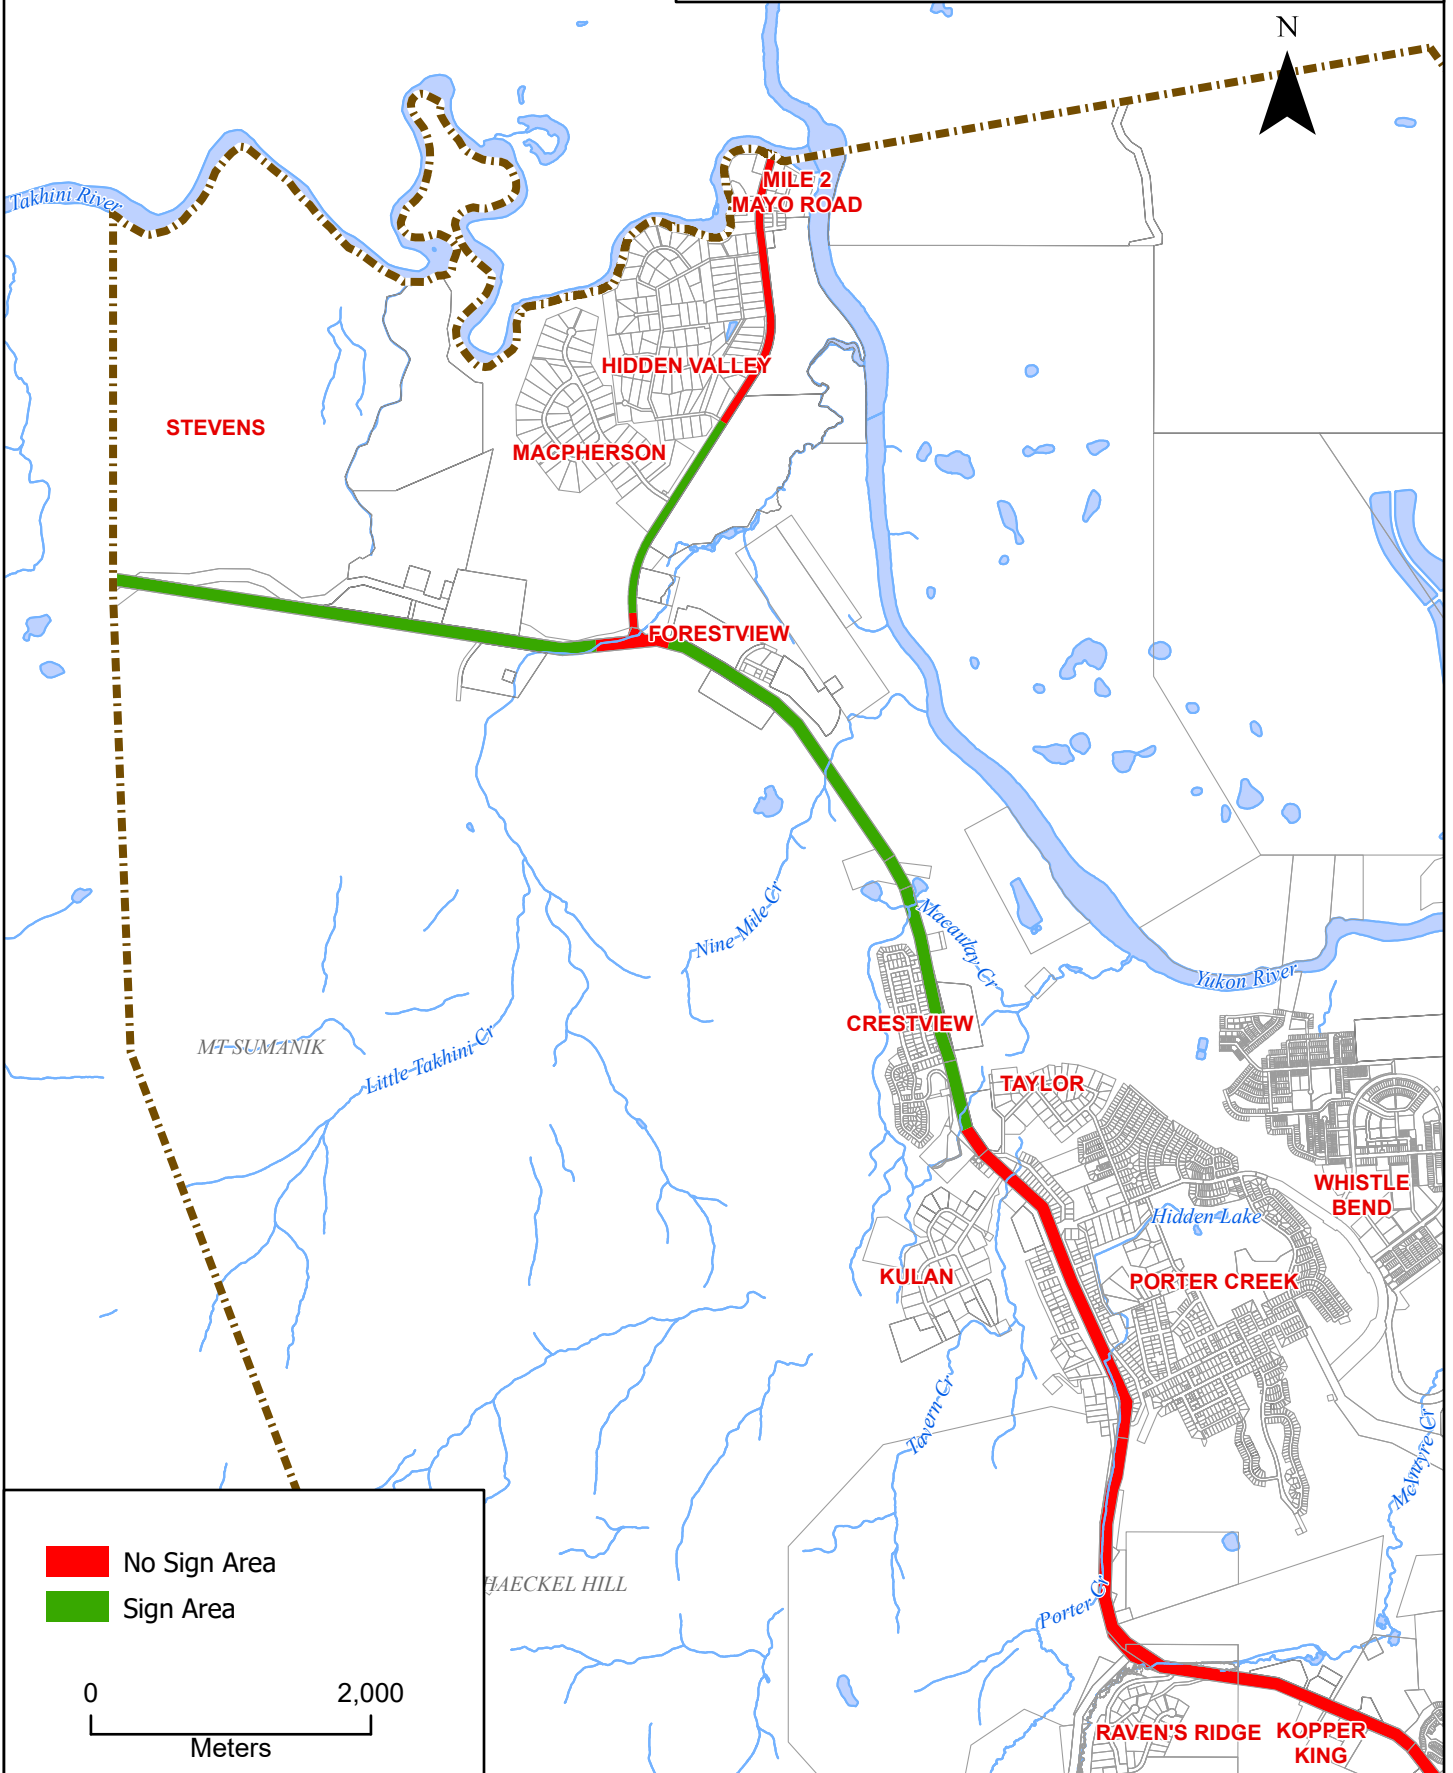 N
Takhini River
MILE 2
MAYO ROAD
HIDDEN VALLEY
STEVENS
MACPHERSON
FORESTVIEW
Nine Mile Cr
Macaulay Cr
Yukon River
CRESTVIEW
MT SUMANIK
Little Takhini Cr
TAYLOR
WHISTLE
BEND
Hidden Lake
KULAN
PORTER CREEK
Tavern Cr
McIntyre Cr
No Sign Area
HAECKEL HILL
Sign Area
Porter Cr
0 2,000
Meters
RAVEN'S RIDGE
KOPPER
KING